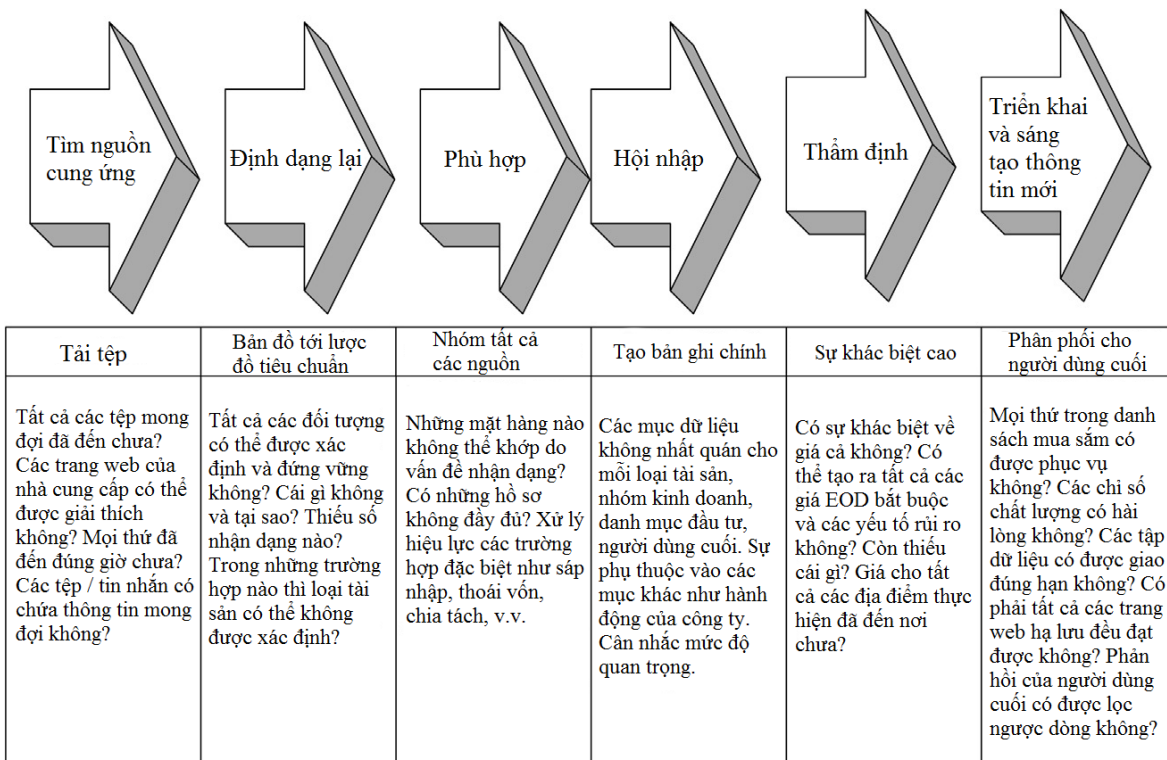 Tìm nguồn
cung ứng
Định dạng lại
Phù hợp
Hội nhập
Thẩm định
Triển khai
và sáng
tạo thông
tin mới
Tải tệp
Bản đồ tới lược
đồ tiêu chuẩn
Nhóm tất cả
các nguồn
Tạo bản ghi chính
Sự khác biệt cao
Phân phối cho
người dùng cuối
Tất cả các tệp mong
đợi đã đến chưa?
Các trang web của
nhà cung cấp có thể
được giải thích
không? Mọi thứ đã
đến đúng giờ chưa?
Các tệp / tin nhắn có
chứa thông tin mong
đợi không?
Tất cả các đối tượng
có thể được xác
định và đứng vững
không? Cái gì không
và tại sao? Thiếu số
nhận dạng nào?
Trong những trường
hợp nào thì loại tài
sản có thể không
được xác định?
Những mặt hàng nào
không thể khớp do
vấn đề nhận dạng?
Có những hồ sơ
không đầy đủ? Xử lý
hiệu lực các trường
hợp đặc biệt như sáp
nhập, thoái vốn,
chia tách, v.v.
Các mục dữ liệu
không nhất quán cho
mỗi loại tài sản,
nhóm kinh doanh,
danh mục đầu tư,
người dùng cuối. Sự
phụ thuộc vào các
mục khác như hành
động của công ty.
Cân nhắc mức độ
quan trọng.
Có sự khác biệt về
giá cả không? Có
thể tạo ra tất cả các
giá EOD bắt buộc
và các yếu tố rủi ro
không? Còn thiếu
cái gì? Giá cho tất
cả các địa điểm thực
hiện đã đến nơi
chưa?
Mọi thứ trong danh
sách mua sắm có
được phục vụ
không? Các chỉ số
chất lượng có hài
lòng không? Các tập
dữ liệu có được giao
đúng hạn không? Có
phải tất cả các trang
web hạ lưu đều đạt
được không? Phản
hồi của người dùng
cuối có được lọc
ngược dòng không?